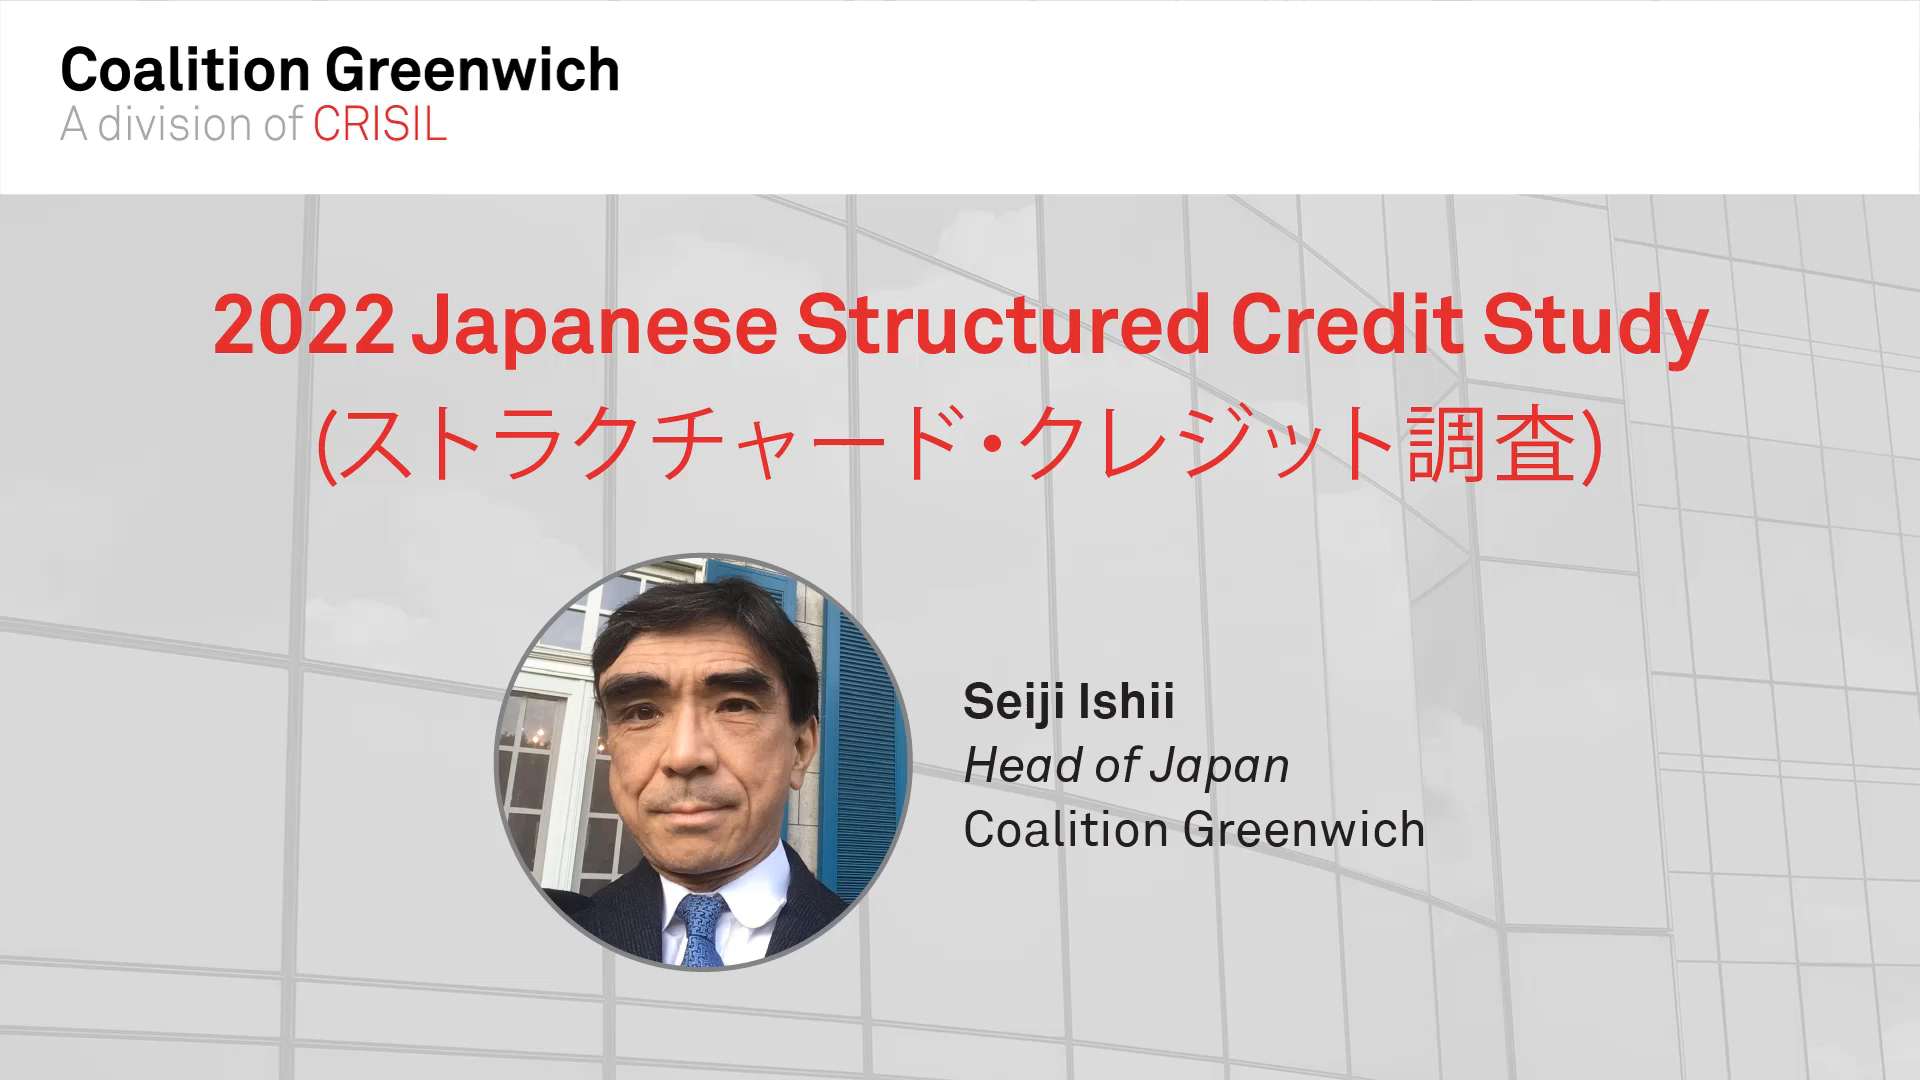 Coalition Greenwich
A division of CRISIL
2022 Japanese Structured Credit Study
(ストラクチャード・クレジット調査)
Seiji Ishii
Head of Japan
Coalition Greenwich